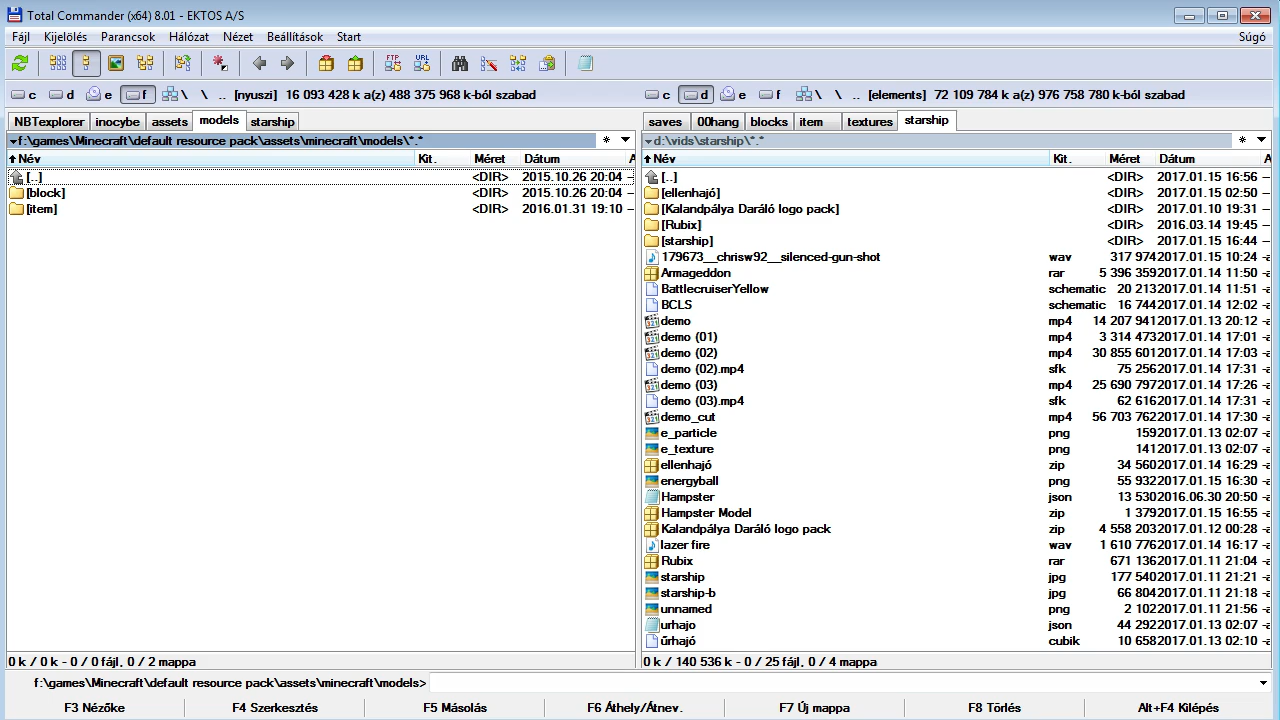 Total Commander (x64) 8.01 - EKTOS A/S
Fájl Kijelölés Parancsok Hálózat Nézet Beállítások Start Súgó
FTP URL
c d e f \ \ .. [nyuszi] 16 093 428 k a(z) 488 375 968 k-ból szabad
c d e f \ \ .. [elements] 72 109 784 k a(z) 976 758 780 k-ból szabad
NBTexplorer inocybe assets models starship
saves 00hang blocks item textures starship
f:\games\Minecraft\default resource pack\assets\minecraft\models\*.* *
d:\vids\starship\*.* *
Név Kit. Méret Dátum A
[..] <DIR> 2015.10.26 20:04 –
[block] <DIR> 2015.10.26 20:04 –
[item] <DIR> 2016.01.31 19:10 –
Név Kit. Méret Dátum A
[..] <DIR> 2017.01.15 16:56 –
[ellenhajó] <DIR> 2017.01.15 02:50 –
[Kalandpálya Daráló logo pack] <DIR> 2017.01.10 19:31 –
[Rubix] <DIR> 2016.03.14 19:45 –
[starship] <DIR> 2017.01.15 16:44 –
179673__chrisw92__silenced-gun-shot wav 317 974 2017.01.15 10:24 -a
Armageddon rar 5 396 359 2017.01.14 11:50 -a
BattlecruiserYellow schematic 20 213 2017.01.14 11:51 -a
BCLS schematic 16 744 2017.01.14 12:02 -a
demo mp4 14 207 941 2017.01.13 20:12 -a
demo (01) mp4 3 314 473 2017.01.14 17:01 -a
demo (02) mp4 30 855 601 2017.01.14 17:03 -a
demo (02).mp4 sfk 75 256 2017.01.14 17:31 -a
demo (03) mp4 25 690 797 2017.01.14 17:26 -a
demo (03).mp4 sfk 62 616 2017.01.14 17:31 -a
demo_cut mp4 56 703 762 2017.01.14 17:30 -a
e_particle png 159 2017.01.13 02:07 -a
e_texture png 141 2017.01.13 02:07 -a
ellenhajó zip 34 560 2017.01.14 16:29 -a
energyball png 55 932 2017.01.15 16:30 -a
Hampster json 13 530 2016.06.30 20:50 -a
Hampster Model zip 1 379 2017.01.15 16:55 -a
Kalandpálya Daráló logo pack zip 4 558 203 2017.01.12 00:28 -a
lazer fire wav 1 610 776 2017.01.14 16:17 -a
Rubix rar 671 136 2017.01.11 21:04 -a
starship jpg 177 540 2017.01.11 21:21 -a
starship-b jpg 66 804 2017.01.11 21:18 -a
unnamed png 2 102 2017.01.11 21:56 -a
urhajo json 44 292 2017.01.13 02:07 -a
űrhajó cubik 10 658 2017.01.13 02:10 -a
0 k / 0 k - 0 / 0 fájl, 0 / 2 mappa
0 k / 140 536 k - 0 / 25 fájl, 0 / 4 mappa
f:\games\Minecraft\default resource pack\assets\minecraft\models>
F3 Nézőke F4 Szerkesztés F5 Másolás F6 Áthely/Átnev. F7 Új mappa F8 Törlés Alt+F4 Kilépés